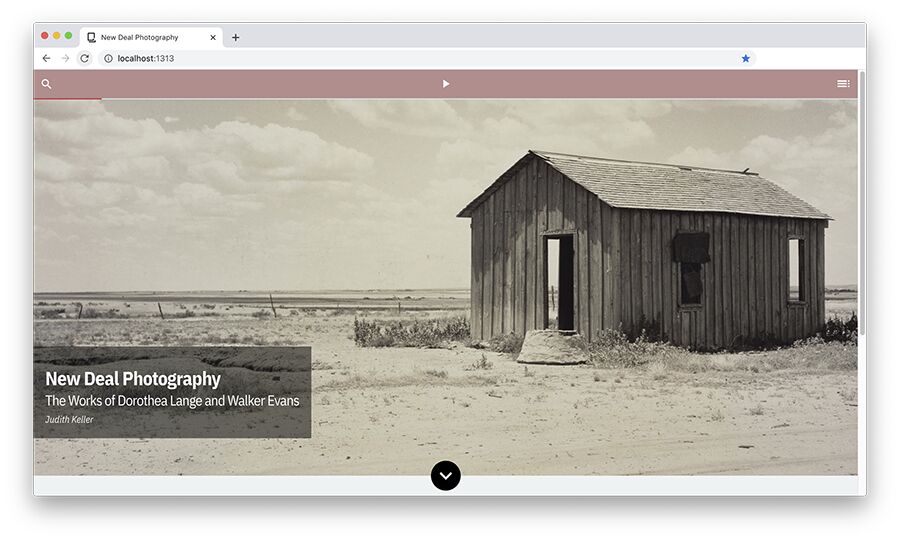 New Deal Photography
localhost:1313
New Deal Photography
The Works of Dorothea Lange and Walker Evans
Judith Keller